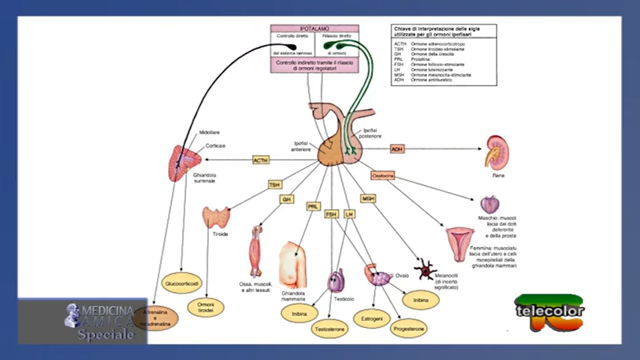 IPOTALAMO
Controllo diretto
del sistema nervoso
Rilascio diretto
di ormoni
Controllo indiretto tramite il rilascio
di ormoni regolatori
Chiave di interpretazione delle sigle
utilizzate per gli ormoni ipofisari
ACTH Ormone adrenocorticotropo
TSH Ormone tiroideo-stimolante
GH Ormone della crescita
PRL Prolattina
FSH Ormone follicolo-stimolante
LH Ormone luteinizzante
MSH Ormone melanocita-stimolante
ADH Ormone antidiuretico
Midollare
Corticale
Ghiandola
surrenale
Ipofisi
anteriore
Ipofisi
posteriore
ACTH
ADH
Rene
TSH
GH
PRL
FSH
LH
MSH
Ossitocina
Maschio: muscoli
lisci dei dotti
deferente
e della prostata
Femmina: muscolatura
liscia dell'utero e cellule
mioepiteliali della
ghiandola mammaria
Tiroide
Ossa, muscoli,
e altri tessuti
Ghiandola
mammaria
Testicolo
Ovaio
Melanociti
(di incerto
significato)
Glucocorticoidi
Adrenalina
e
noradrenalina
Ormoni
tiroidei
Inibina
Testosterone
Estrogeni
Progesterone
Inibina
MEDICINA
AMICA
Speciale
telecolor